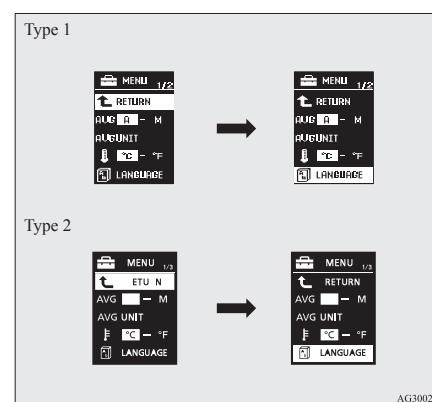 Type 1
MENU 1/2
RETURN
AVG A - M
AVGUNIT
°C - °F
LANGUAGE
MENU 1/2
RETURN
AVG A - M
AVGUNIT
°C - °F
LANGUAGE
Type 2
MENU 1/3
ETU N
AVG — M
AVG UNIT
°C — °F
LANGUAGE
MENU 1/3
RETURN
AVG — M
AVG UNIT
°C — °F
LANGUAGE
AG3002